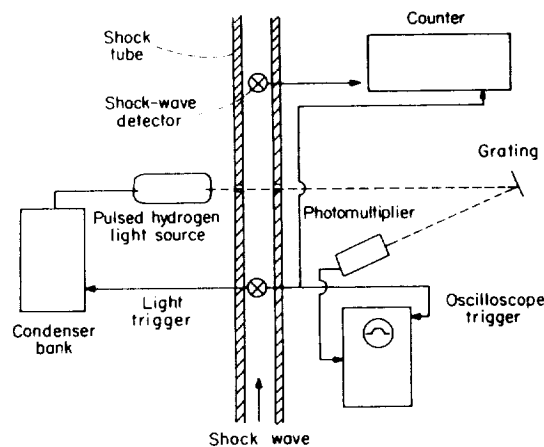 Shock
tube
Counter
Shock-wave
detector
Grating
Pulsed hydrogen
light source
Photomultiplier
Light
trigger
Oscilloscope
trigger
Condenser
bank
Shock wave